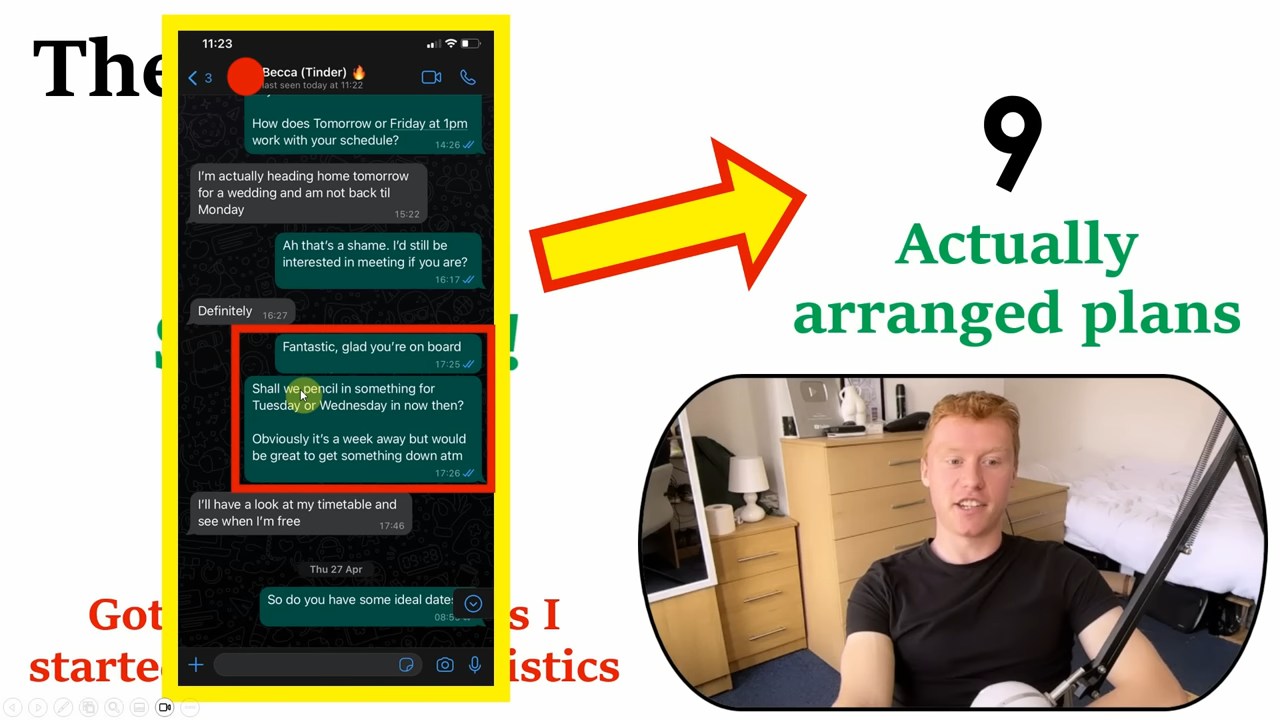 The
11:23
3
Becca (Tinder) 🔥
last seen today at 11:22
How does Tomorrow or Friday at 1pm
work with your schedule?
14:26
I'm actually heading home tomorrow
for a wedding and am not back til
Monday
15:22
Ah that's a shame. I'd still be
interested in meeting if you are?
16:17
Definitely
16:27
Fantastic, glad you're on board
17:25
Shall we pencil in something for
Tuesday or Wednesday in now then?
Obviously it's a week away but would
be great to get something down atm
17:26
I'll have a look at my timetable and
see when I'm free
17:46
Thu 27 Apr
So do you have some ideal date
Got s I
started istics
9
Actually
arranged plans